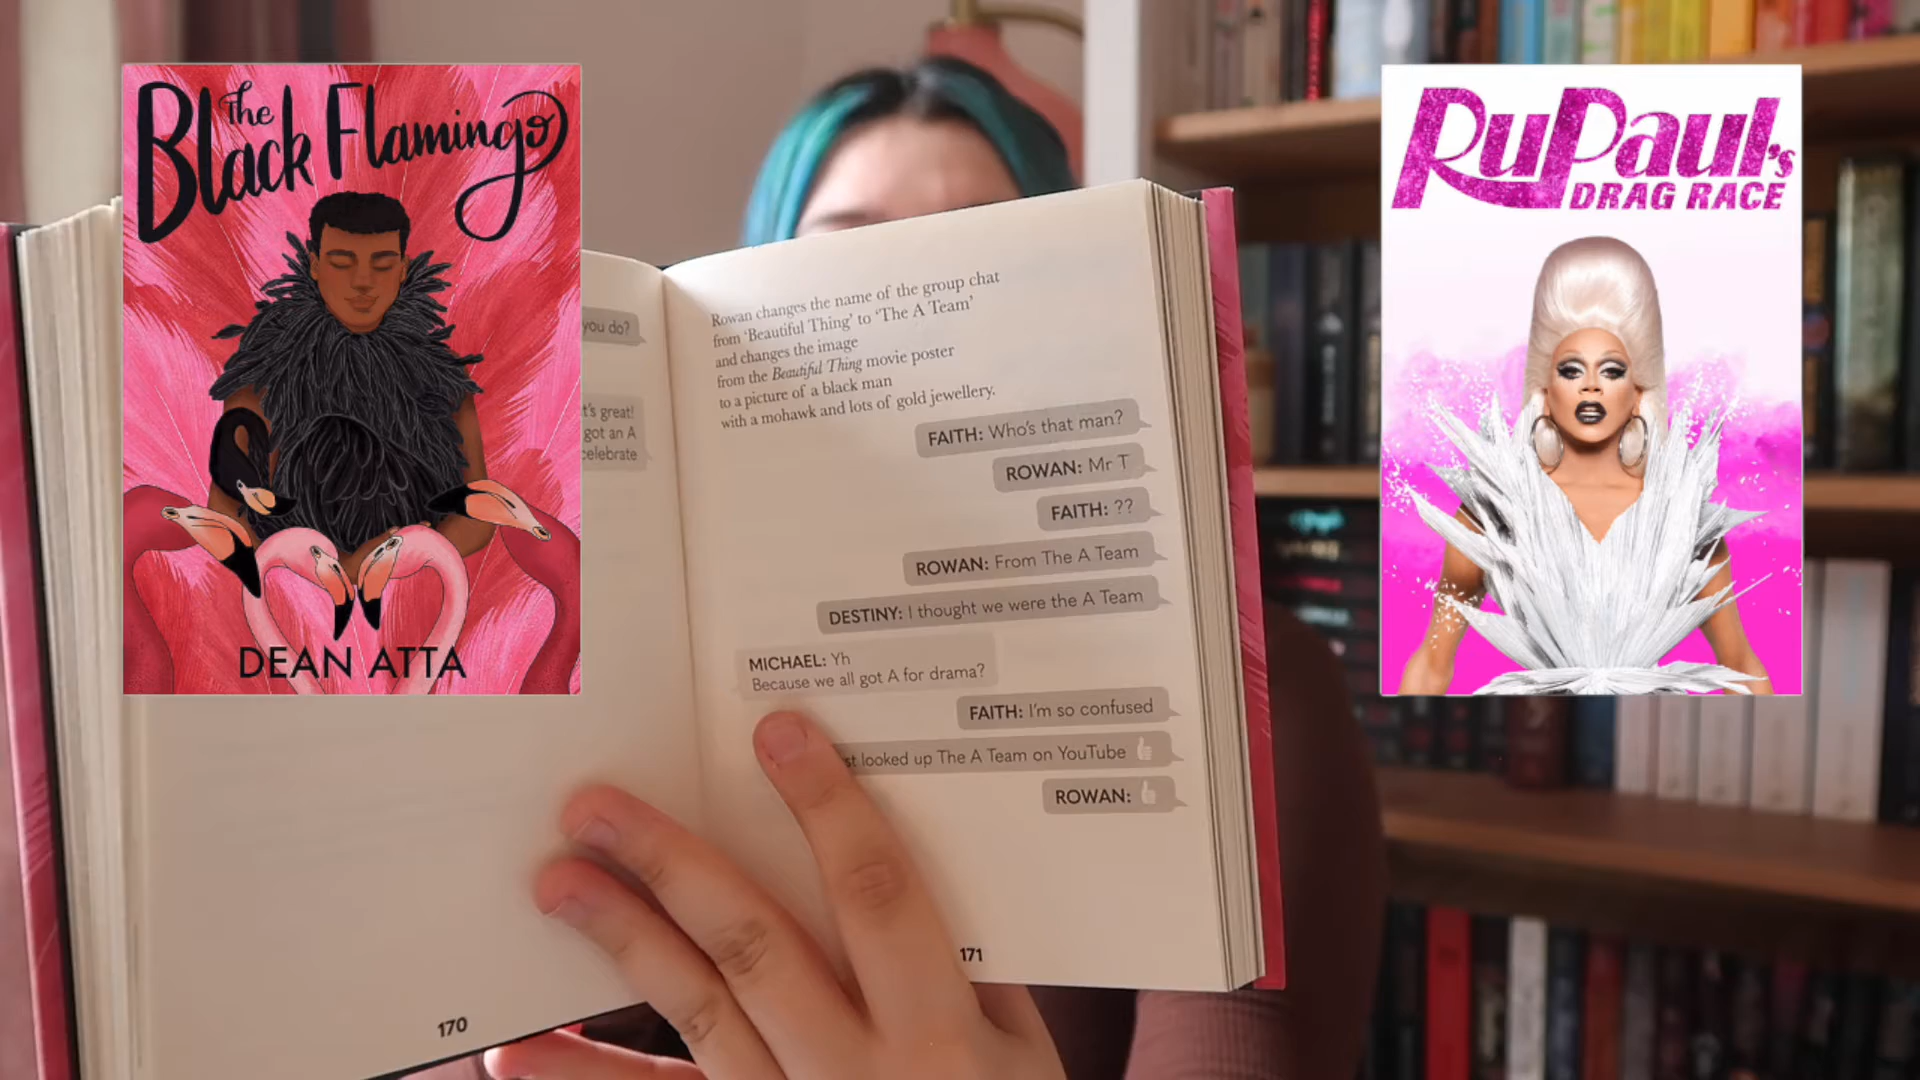 The
Black Flamingo
DEAN ATTA
you do?
t's great!
got an A
celebrate
170
Rowan changes the name of the group chat
from ‘Beautiful Thing’ to ‘The A Team’
and changes the image
from the Beautiful Thing movie poster
to a picture of a black man
with a mohawk and lots of gold jewellery.
FAITH: Who's that man?
ROWAN: Mr T
FAITH: ??
ROWAN: From The A Team
DESTINY: I thought we were the A Team
MICHAEL: Yh
Because we all got A for drama?
FAITH: I'm so confused
st looked up The A Team on YouTube 👍
ROWAN: 👍
171
RuPaul's
DRAG RACE